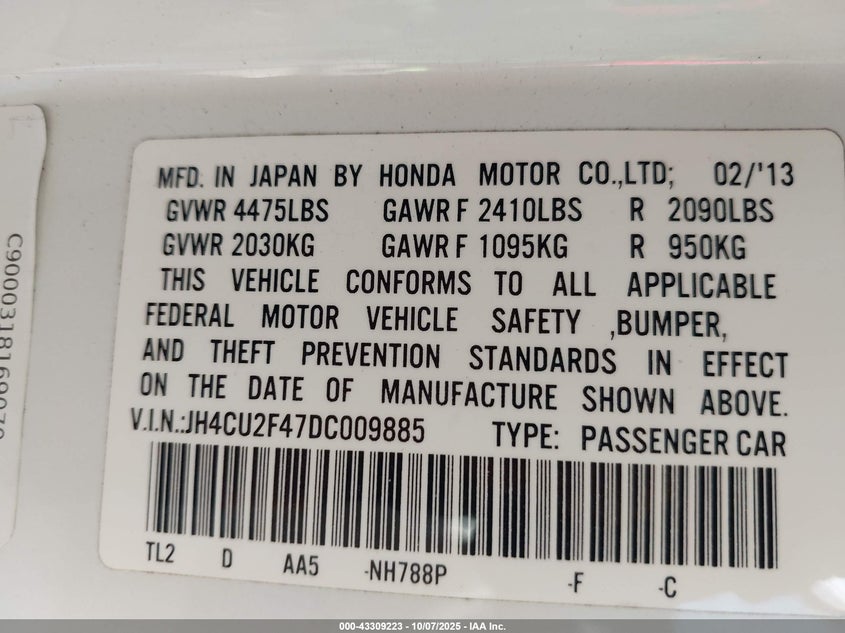 MFD. IN JAPAN BY HONDA MOTOR CO.,LTD; 02/'13
GVWR 4475LBS GAWR F 2410LBS R 2090LBS
GVWR 2030KG GAWR F 1095KG R 950KG
THIS VEHICLE CONFORMS TO ALL APPLICABLE
FEDERAL MOTOR VEHICLE SAFETY ,BUMPER,
AND THEFT PREVENTION STANDARDS IN EFFECT
ON THE DATE OF MANUFACTURE SHOWN ABOVE.
V.I.N.:JH4CU2F47DC009885 TYPE: PASSENGER CAR
TL2 D AA5 -NH788P -F -C
000-43309223 - 10/07/2025 - IAA Inc.